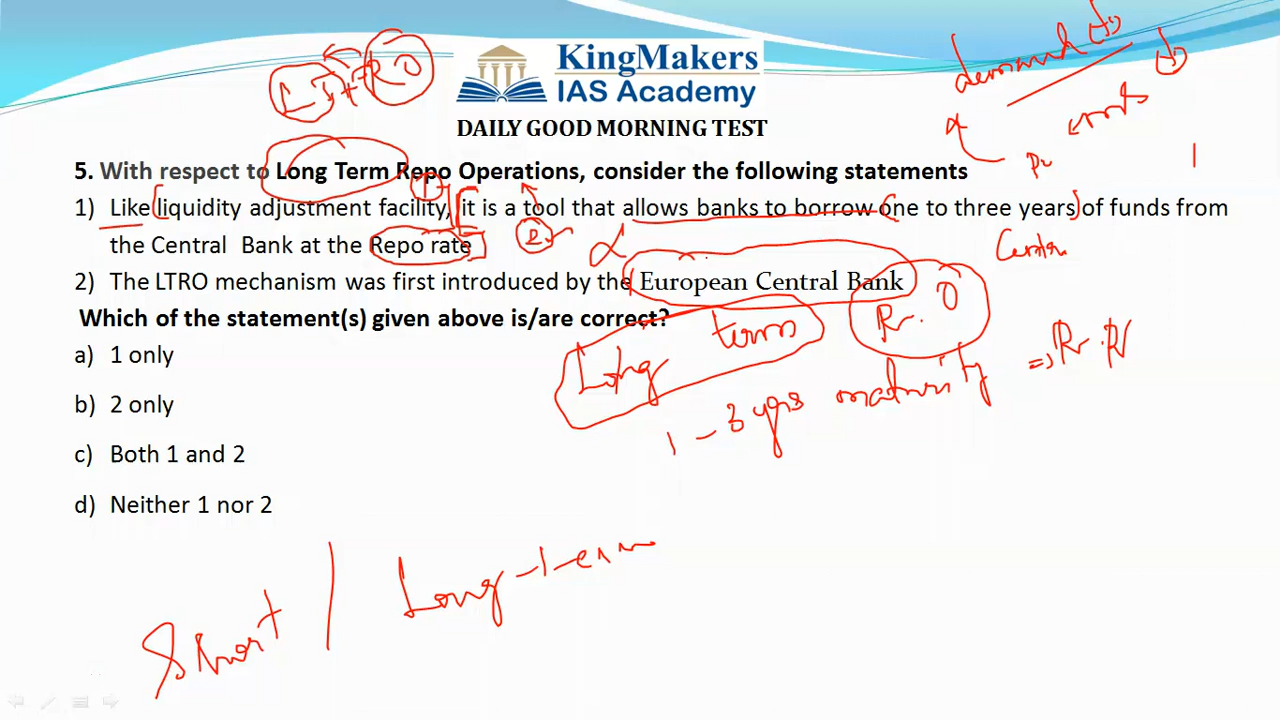 LTRO
KingMakers
IAS Academy
DAILY GOOD MORNING TEST
demand
5. With respect to Long Term Repo Operations, consider the following statements
1
1) Like liquidity adjustment facility, it is a tool that allows banks to borrow one to three years of funds from
the Central Bank at the Repo rate
2
2) The LTRO mechanism was first introduced by the European Central Bank
Which of the statement(s) given above is/are correct?
Long term R. O
1-3 yrs maturity => R.R
a) 1 only
b) 2 only
c) Both 1 and 2
d) Neither 1 nor 2
Short / Long-term